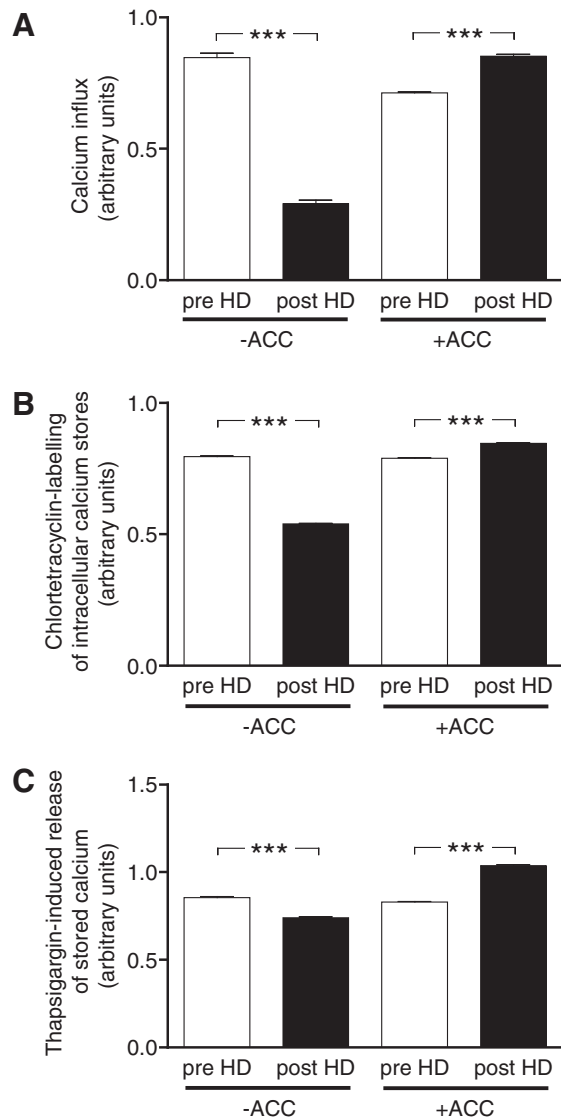 A
Calcium influx
(arbitrary units)
1.0
0.5
0.0
***
***
pre HD post HD pre HD post HD
-ACC +ACC
B
Chlortetracyclin-labelling
of intracellular calcium stores
(arbitrary units)
1.0
0.5
0.0
***
***
pre HD post HD pre HD post HD
-ACC +ACC
C
Thapsigargin-induced release
of stored calcium
(arbitrary units)
1.5
1.0
0.5
0.0
***
***
pre HD post HD pre HD post HD
-ACC +ACC